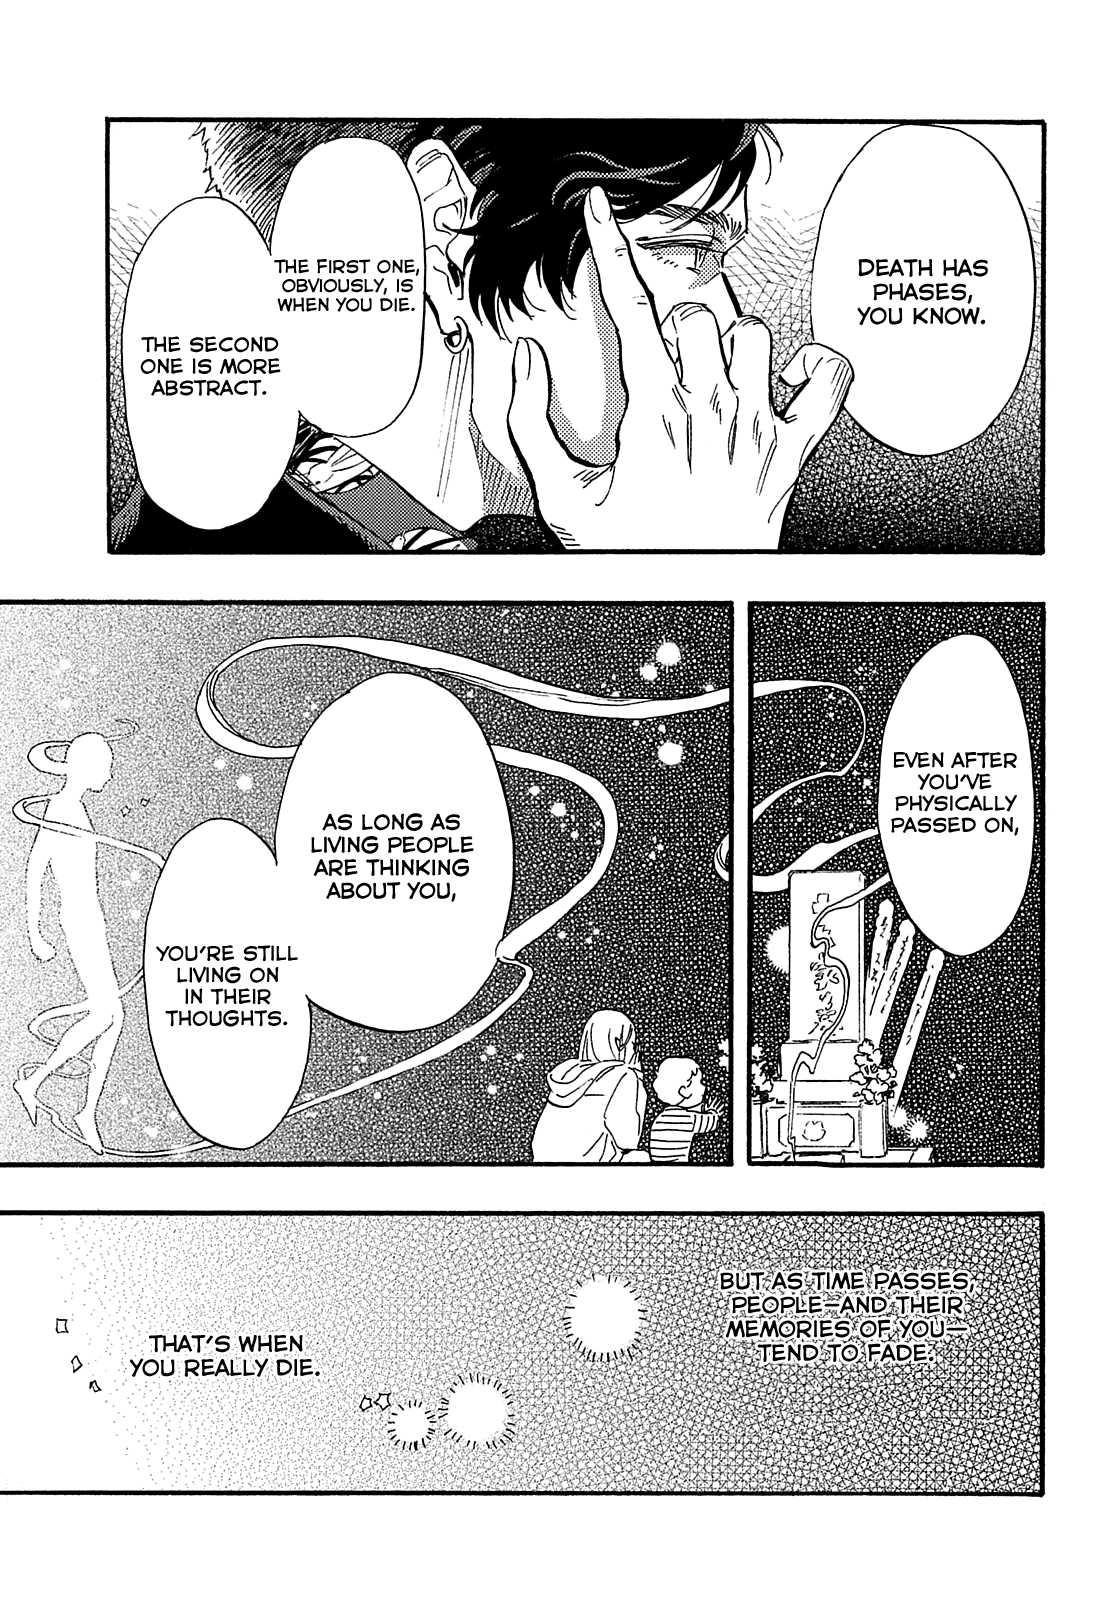 DEATH HAS
PHASES,
YOU KNOW.
THE FIRST ONE,
OBVIOUSLY, IS
WHEN YOU DIE.
THE SECOND
ONE IS MORE
ABSTRACT.
EVEN AFTER
YOU'VE
PHYSICALLY
PASSED ON,
AS LONG AS
LIVING PEOPLE
ARE THINKING
ABOUT YOU,
YOU'RE STILL
LIVING ON
IN THEIR
THOUGHTS.
BUT AS TIME PASSES,
PEOPLE—AND THEIR
MEMORIES OF YOU—
TEND TO FADE.
THAT'S WHEN
YOU REALLY DIE.